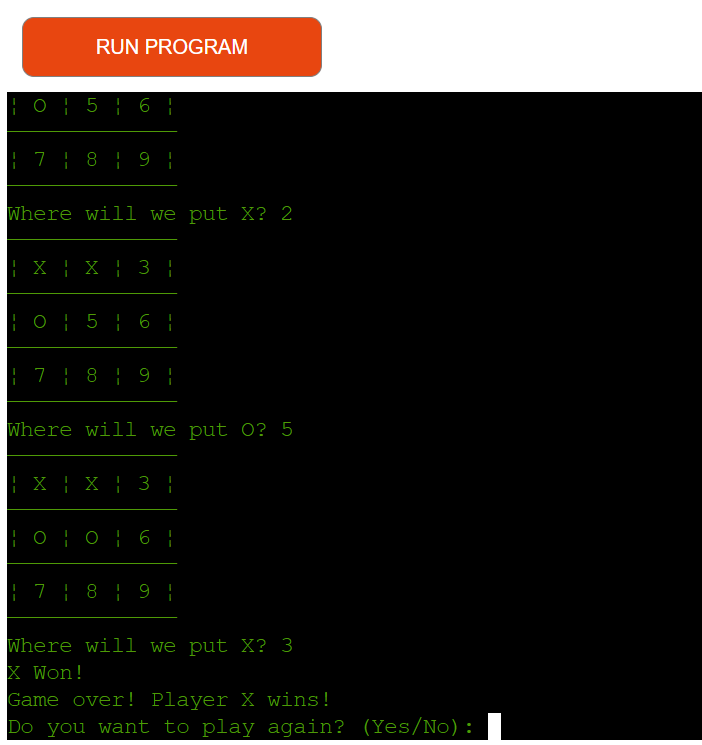 RUN PROGRAM
¦ O ¦ 5 ¦ 6 ¦
¦ 7 ¦ 8 ¦ 9 ¦
Where will we put X? 2
¦ X ¦ X ¦ 3 ¦
¦ O ¦ 5 ¦ 6 ¦
¦ 7 ¦ 8 ¦ 9 ¦
Where will we put O? 5
¦ X ¦ X ¦ 3 ¦
¦ O ¦ O ¦ 6 ¦
¦ 7 ¦ 8 ¦ 9 ¦
Where will we put X? 3
X Won!
Game over! Player X wins!
Do you want to play again? (Yes/No):